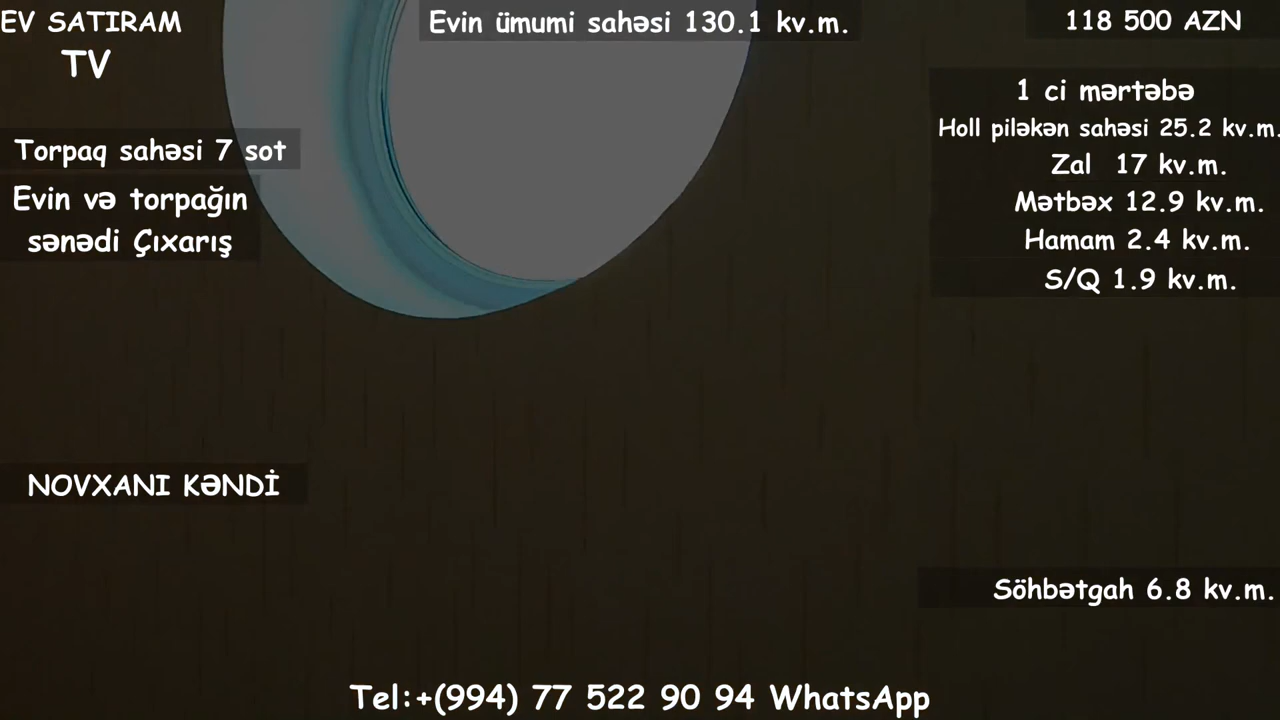 EV SATIRAM
TV
Evin ümumi sahəsi 130.1 kv.m.
118 500 AZN
Torpaq sahəsi 7 sot
Evin və torpağın
sənədi Çıxarış
1 ci mərtəbə
Holl piləkən sahəsi 25.2 kv.m.
Zal 17 kv.m.
Mətbəx 12.9 kv.m.
Hamam 2.4 kv.m.
S/Q 1.9 kv.m.
NOVXANI KƏNDİ
Söhbətgah 6.8 kv.m.
Tel:+(994) 77 522 90 94 WhatsApp